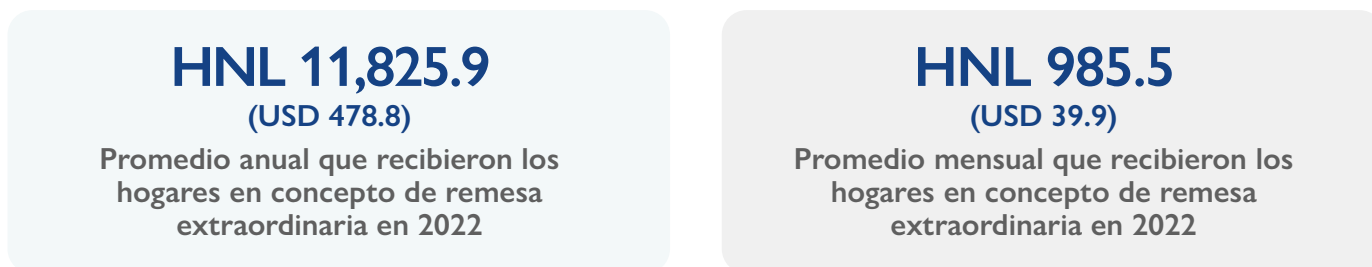 HNL 11,825.9
(USD 478.8)
Promedio anual que recibieron los
hogares en concepto de remesa
extraordinaria en 2022
HNL 985.5
(USD 39.9)
Promedio mensual que recibieron los
hogares en concepto de remesa
extraordinaria en 2022